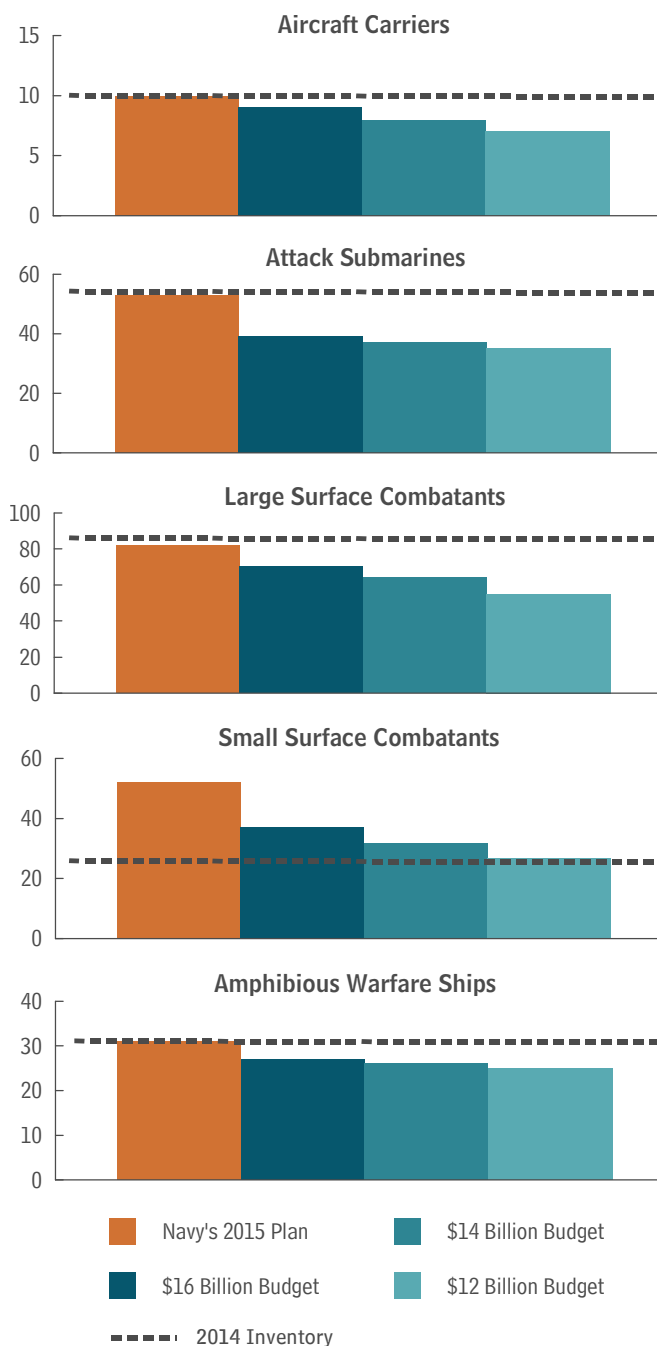 Aircraft Carriers
15
10
5
0
Attack Submarines
60
40
20
0
Large Surface Combatants
100
80
60
40
20
0
Small Surface Combatants
60
40
20
0
Amphibious Warfare Ships
40
30
20
10
0
Navy's 2015 Plan
$14 Billion Budget
$16 Billion Budget
$12 Billion Budget
2014 Inventory